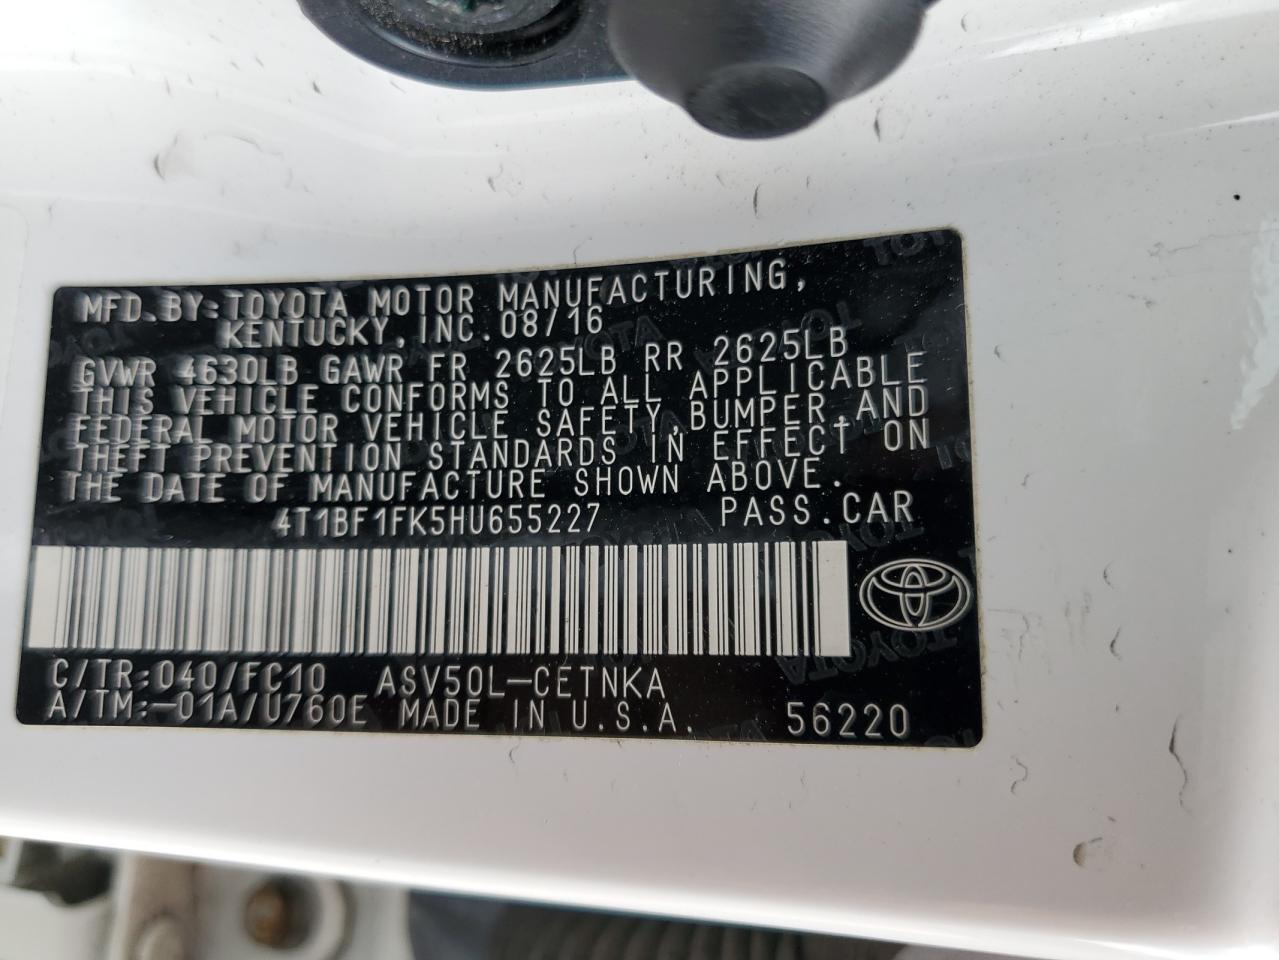 MFD.BY:TOYOTA MOTOR MANUFACTURING,
KENTUCKY,INC.08/16
GVWR 4630LB GAWR FR 2625LB RR 2625LB
THIS VEHICLE CONFORMS TO ALL APPLICABLE
FEDERAL MOTOR VEHICLE SAFETY,BUMPER,AND
THEFT PREVENTION STANDARDS IN EFFECT ON
THE DATE OF MANUFACTURE SHOWN ABOVE.
4T1BF1FK5HU655227 PASS.CAR
C/TR:040/FC10 ASV50L-CETNKA
A/TM:-01A/U760E MADE IN U.S.A. 56220